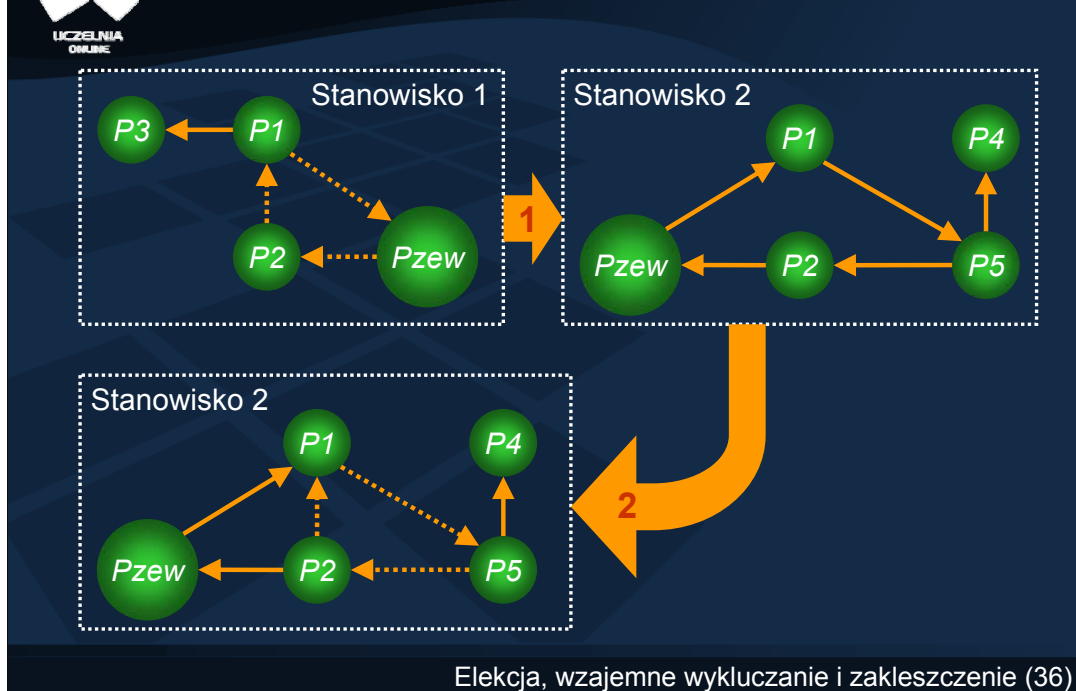 UCZELNIA
ONLINE
Stanowisko 1
P3
P1
P2
Pzew
1
Stanowisko 2
P1
P4
Pzew
P2
P5
2
Stanowisko 2
P1
P4
Pzew
P2
P5
Elekcja, wzajemne wykluczanie i zakleszczenie (36)